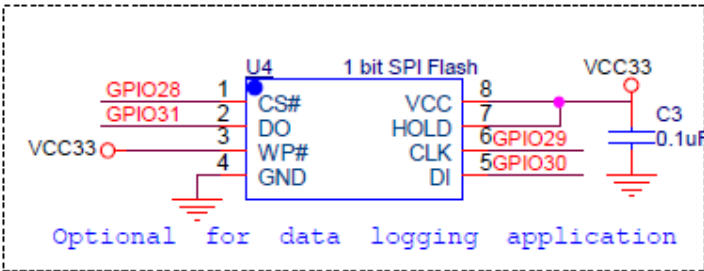 U4 1 bit SPI Flash VCC33
GPIO28 1 CS# VCC 8
GPIO31 2 DO HOLD 7
VCC33 3 WP# CLK 6 GPIO29
4 GND DI 5 GPIO30
C3
0.1uF
Optional for data logging application